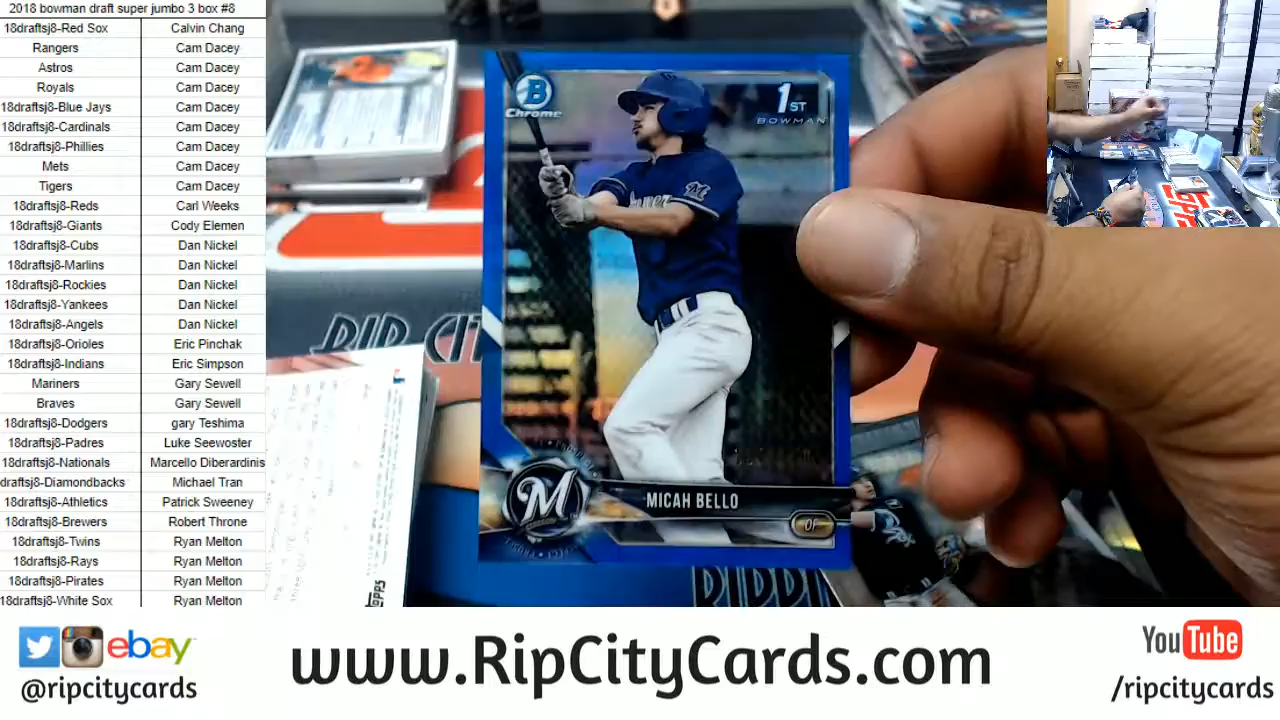 2018 bowman draft super jumbo 3 box #8
18draftsj8-Red Sox Calvin Chang
Rangers Cam Dacey
Astros Cam Dacey
Royals Cam Dacey
18draftsj8-Blue Jays Cam Dacey
18draftsj8-Cardinals Cam Dacey
18draftsj8-Phillies Cam Dacey
Mets Cam Dacey
Tigers Cam Dacey
18draftsj8-Reds Carl Weeks
18draftsj8-Giants Cody Elemen
18draftsj8-Cubs Dan Nickel
18draftsj8-Marlins Dan Nickel
18draftsj8-Rockies Dan Nickel
18draftsj8-Yankees Dan Nickel
18draftsj8-Angels Dan Nickel
18draftsj8-Orioles Eric Pinchak
18draftsj8-Indians Eric Simpson
Mariners Gary Sewell
Braves Gary Sewell
18draftsj8-Dodgers gary Teshima
18draftsj8-Padres Luke Seewoster
18draftsj8-Nationals Marcello Diberardinis
draftsj8-Diamondbacks Michael Tran
18draftsj8-Athletics Patrick Sweeney
18draftsj8-Brewers Robert Throne
18draftsj8-Twins Ryan Melton
18draftsj8-Rays Ryan Melton
18draftsj8-Pirates Ryan Melton
18draftsj8-White Sox Ryan Melton
B
Chrome
1ST
BOWMAN
M
MICAH BELLO
OF
RIP CIT
RIPPI
TOPPS
ebay
@ripcitycards
www.RipCityCards.com
YouTube
/ripcitycards